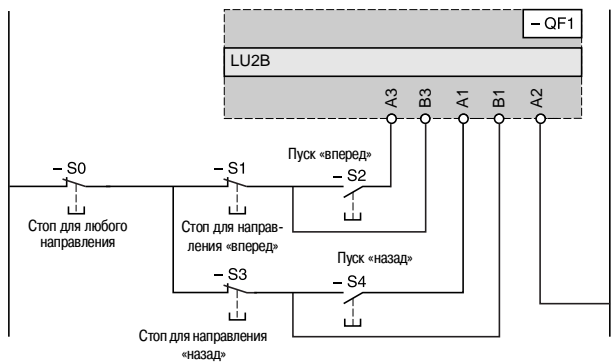 – QF1
LU2B
A3 B3 A1 B1 A2
Пуск «вперед»
– S0 – S1 – S2
Стоп для любого
направления
Стоп для направ-
ления «вперед»
Пуск «назад»
– S3 – S4
Стоп для направления
«назад»